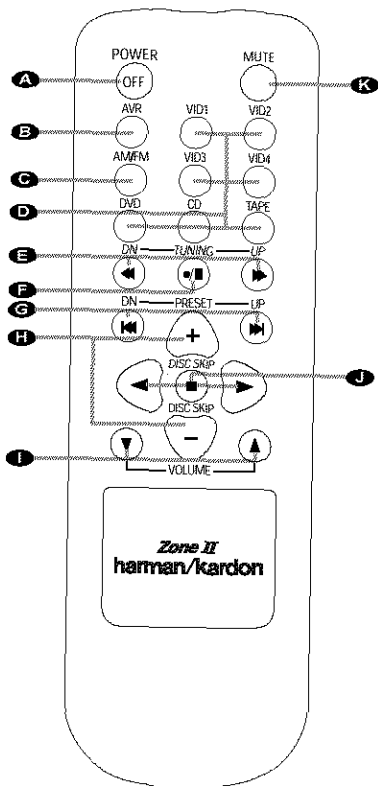 POWER MUTE
A OFF K
AVR VID1 VID2
B
AM/FM VID3 VID4
C
D DVD CD TAPE
E DN TUNING UP
F
G DN PRESET UP
H +
DISC SKIP
J
DISC SKIP
−
I VOLUME
Zone II
harman/kardon